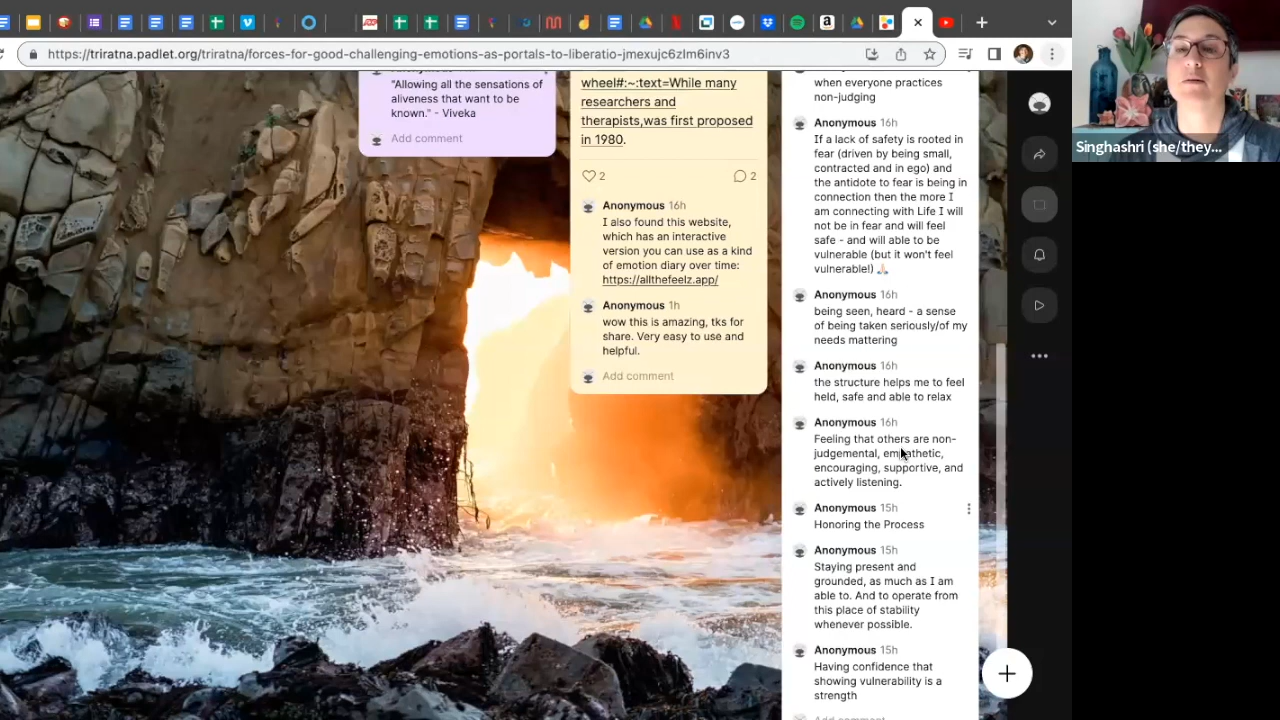 https://triratna.padlet.org/triratna/forces-for-good-challenging-emotions-as-portals-to-liberatio-jmexujc6zlm6inv3
Singhashri (she/they...
"Allowing all the sensations of
aliveness that want to be
known." - Viveka
Add comment
wheel#:~:text=While many
researchers and
therapists,was first proposed
in 1980.
2
2
Anonymous 16h
I also found this website,
which has an interactive
version you can use as a kind
of emotion diary over time:
https://allthefeelz.app/
Anonymous 1h
wow this is amazing, tks for
share. Very easy to use and
helpful.
Add comment
when everyone practices
non-judging
Anonymous 16h
If a lack of safety is rooted in
fear (driven by being small,
contracted and in ego) and
the antidote to fear is being in
connection then the more I
am connecting with Life I will
not be in fear and will feel
safe - and will able to be
vulnerable (but it won't feel
vulnerable!) 🙏🏻
Anonymous 16h
being seen, heard - a sense
of being taken seriously/of my
needs mattering
Anonymous 16h
the structure helps me to feel
held, safe and able to relax
Anonymous 16h
Feeling that others are non-
judgemental, empathetic,
encouraging, supportive, and
actively listening.
Anonymous 15h
Honoring the Process
Anonymous 15h
Staying present and
grounded, as much as I am
able to. And to operate from
this place of stability
whenever possible.
Anonymous 15h
Having confidence that
showing vulnerability is a
strength